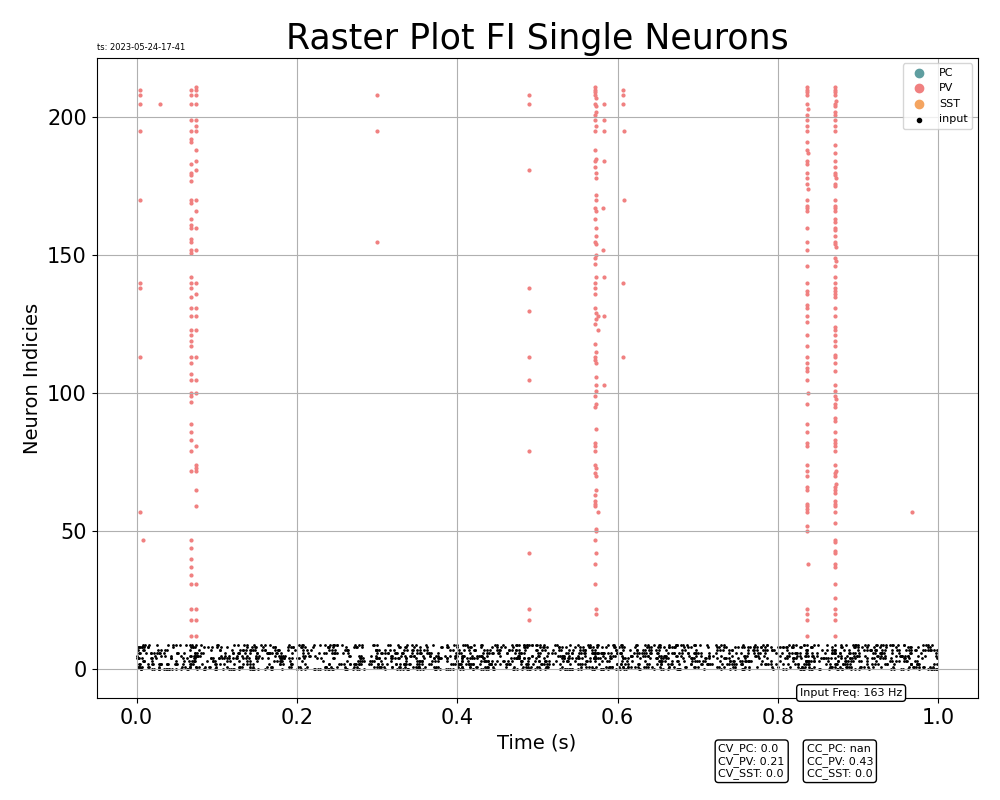 Raster Plot FI Single Neurons
ts: 2023-05-24-17-41
PC
PV
SST
input
200
150
100
50
0
Neuron Indicies
0.0 0.2 0.4 0.6 0.8 1.0
Time (s)
Input Freq: 163 Hz
CV_PC: 0.0
CV_PV: 0.21
CV_SST: 0.0
CC_PC: nan
CC_PV: 0.43
CC_SST: 0.0